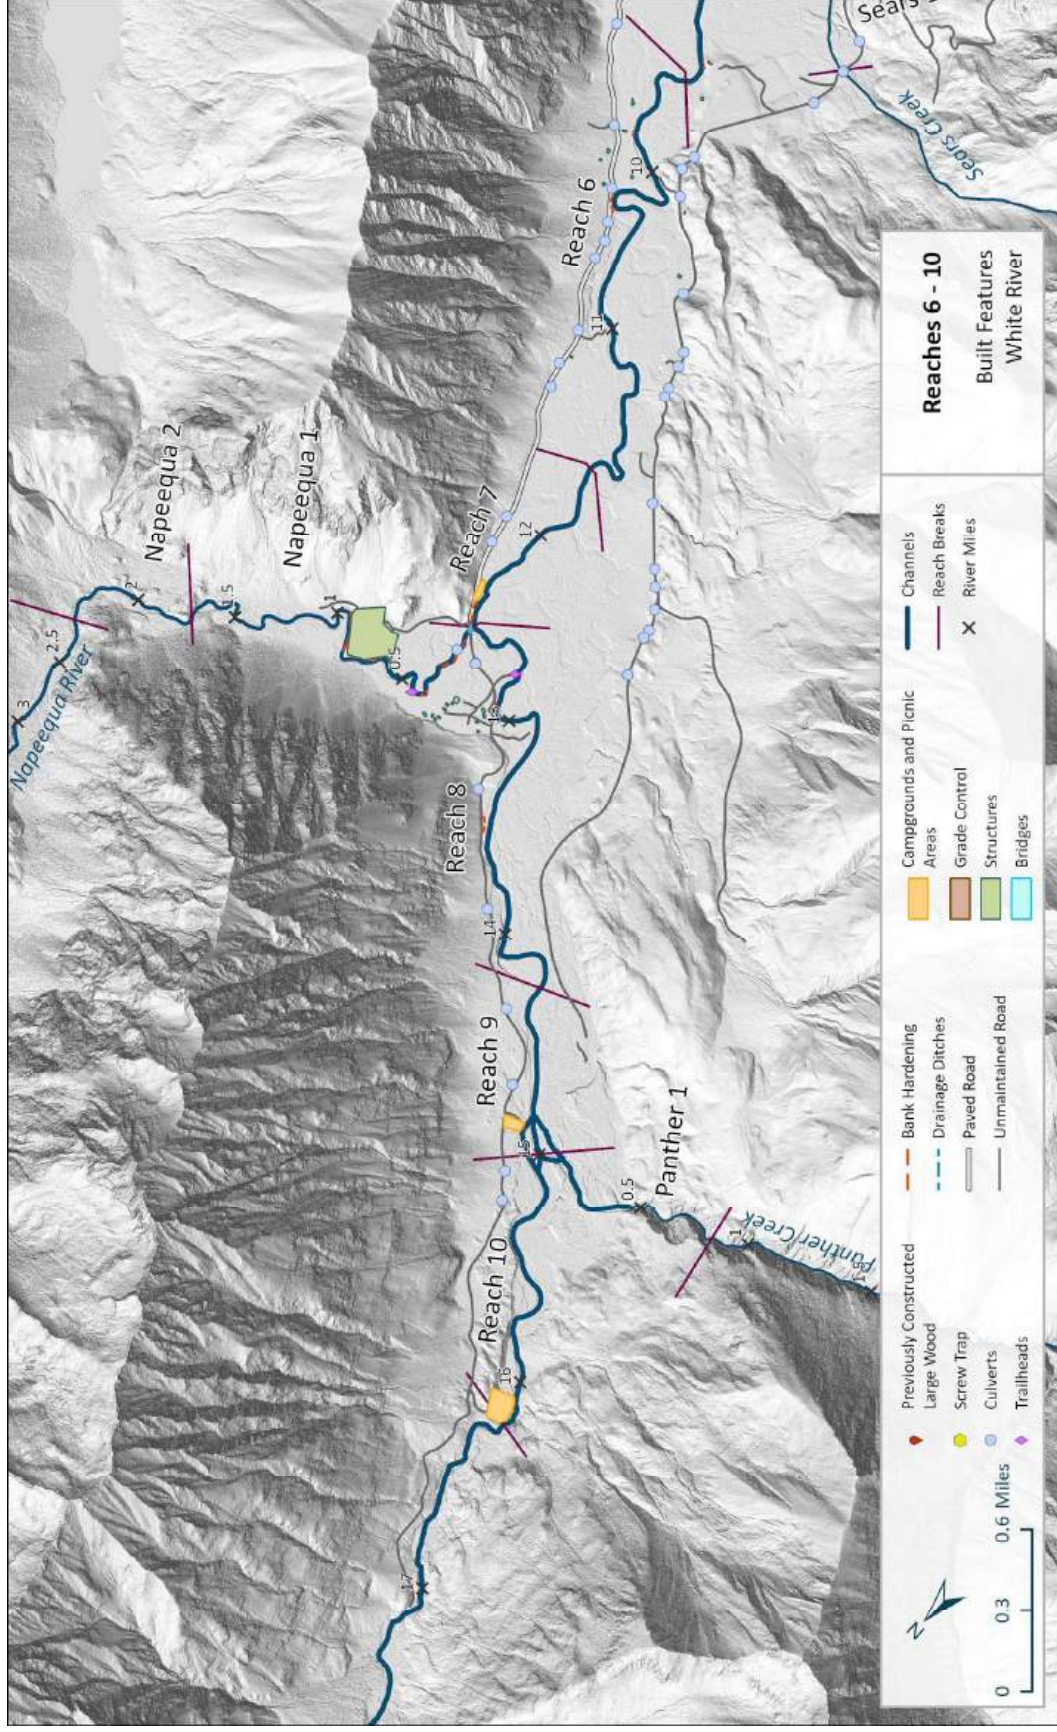 Napeequa River
3
2.5
2
Napeequa 2
1.5
Napeequa 1
1
0.5
17
Reach 10
16
Reach 9
15
14
Reach 8
13
Reach 7
12
11
Reach 6
10
Sears
Sears Creek
Panther 1
0.5
1
Panther Creek
N
0 0.3 0.6 Miles
Previously Constructed
Large Wood
Screw Trap
Culverts
Trailheads
Bank Hardening
Drainage Ditches
Paved Road
Unmaintained Road
Campgrounds and Picnic
Areas
Grade Control
Structures
Bridges
Channels
Reach Breaks
River Miles
Reaches 6 - 10
Built Features
White River